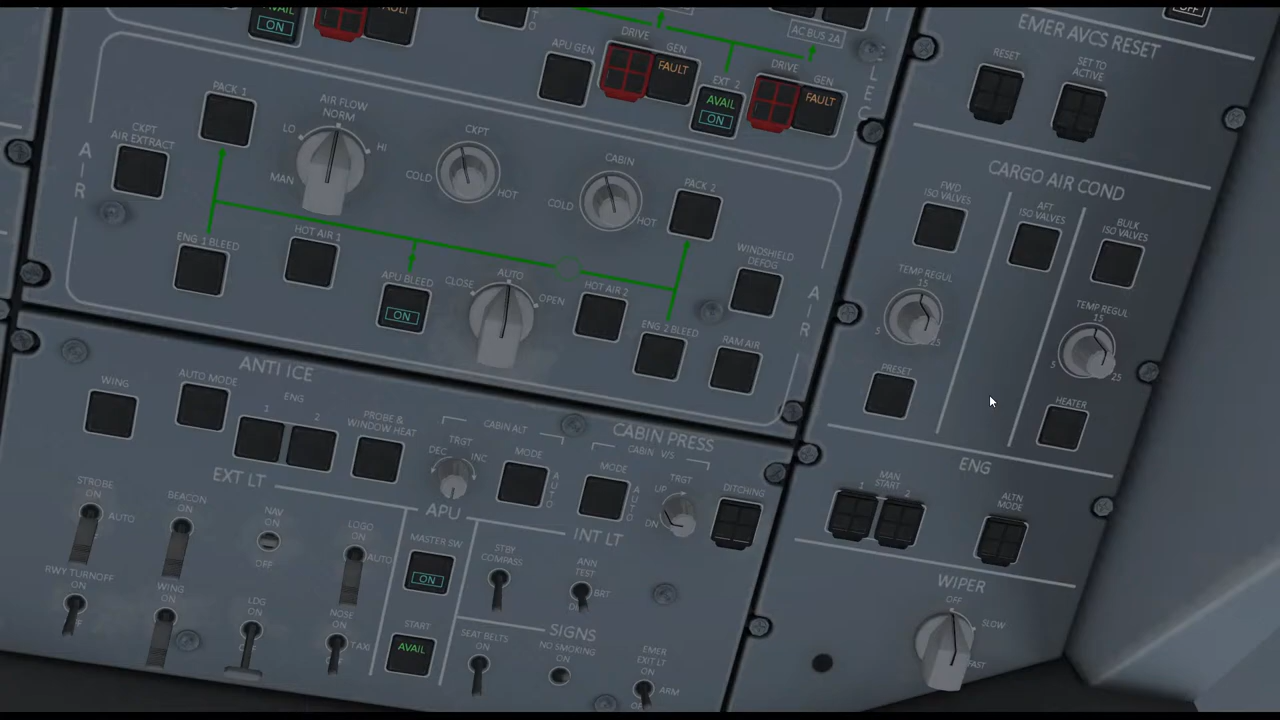 AVAIL
ON
FAULT
EMER AVCS RESET
RESET
SET TO
ACTIVE
AC BUS 2A
APU GEN
DRIVE
GEN
FAULT
EXT 2
AVAIL
ON
DRIVE
GEN
FAULT
ELEC
AIR
CKPT
AIR EXTRACT
PACK 1
AIR FLOW
NORM
LO
HI
MAN
CKPT
COLD
HOT
CABIN
COLD
HOT
PACK 2
ENG 1 BLEED
HOT AIR 1
APU BLEED
ON
CLOSE
AUTO
OPEN
HOT AIR 2
ENG 2 BLEED
WINDSHIELD
DEFOG
RAM AIR
AIR
CARGO AIR COND
FWD
ISO VALVES
AFT
ISO VALVES
BULK
ISO VALVES
TEMP REGUL
15
5
25
TEMP REGUL
15
5
25
PRESET
HEATER
ANTI ICE
WING
AUTO MODE
ENG
1
2
PROBE &
WINDOW HEAT
CABIN PRESS
CABIN ALT
TRGT
DEC
INC
MODE
AUTO
CABIN V/S
MODE
AUTO
TRGT
UP
DN
DITCHING
ENG
MAN
START
1
2
ALTN
MODE
EXT LT
STROBE
ON
AUTO
BEACON
ON
NAV
ON
OFF
LOGO
ON
AUTO
RWY TURNOFF
ON
WING
ON
LDG
ON
NOSE
ON
TAXI
APU
MASTER SW
ON
START
AVAIL
INT LT
STBY
COMPASS
ANN
TEST
BRT
SIGNS
SEAT BELTS
ON
NO SMOKING
ON
EMER
EXIT LT
ON
ARM
WIPER
OFF
SLOW
FAST